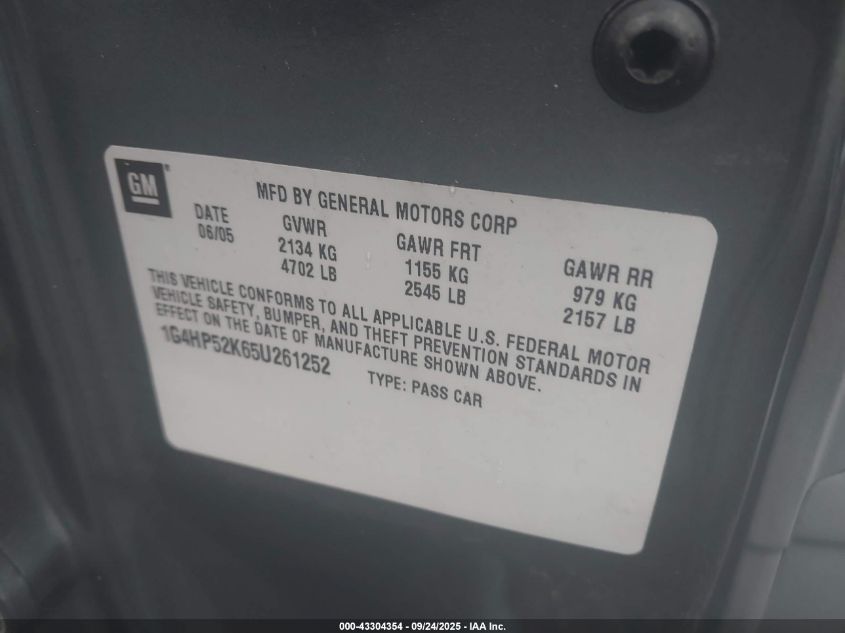 GM
MFD BY GENERAL MOTORS CORP
DATE GVWR GAWR FRT GAWR RR
06/05 2134 KG 1155 KG 979 KG
4702 LB 2545 LB 2157 LB
THIS VEHICLE CONFORMS TO ALL APPLICABLE U.S. FEDERAL MOTOR
VEHICLE SAFETY, BUMPER, AND THEFT PREVENTION STANDARDS IN
EFFECT ON THE DATE OF MANUFACTURE SHOWN ABOVE.
1G4HP52K65U261252 TYPE: PASS CAR
000-43304354 - 09/24/2025 - IAA Inc.